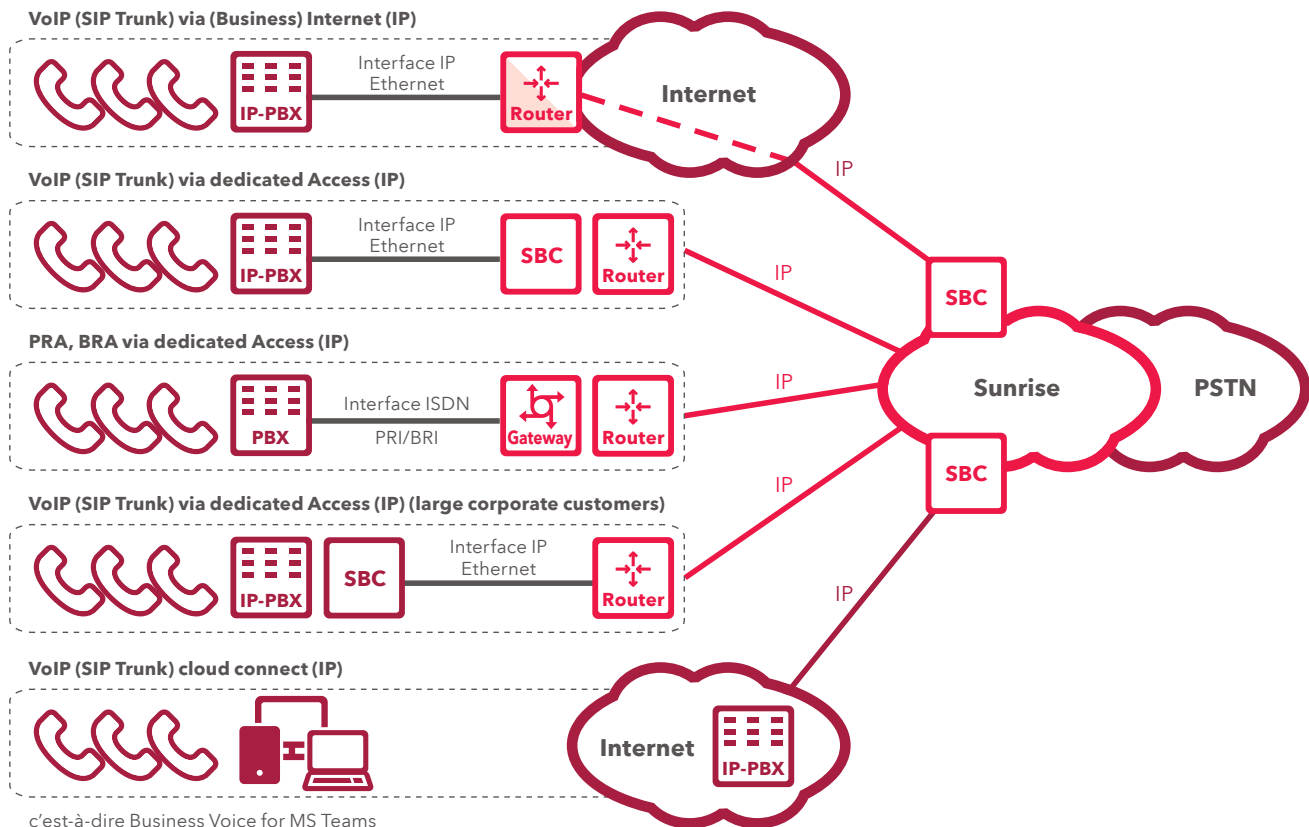 VoIP (SIP Trunk) via (Business) Internet (IP)
IP-PBX
Interface IP
Ethernet
Router
Internet
IP
VoIP (SIP Trunk) via dedicated Access (IP)
IP-PBX
Interface IP
Ethernet
SBC
Router
IP
SBC
PRA, BRA via dedicated Access (IP)
PBX
Interface ISDN
PRI/BRI
Gateway
Router
IP
Sunrise
PSTN
SBC
VoIP (SIP Trunk) via dedicated Access (IP) (large corporate customers)
IP-PBX
SBC
Interface IP
Ethernet
Router
IP
IP
VoIP (SIP Trunk) cloud connect (IP)
Internet
IP-PBX
c'est-à-dire Business Voice for MS Teams